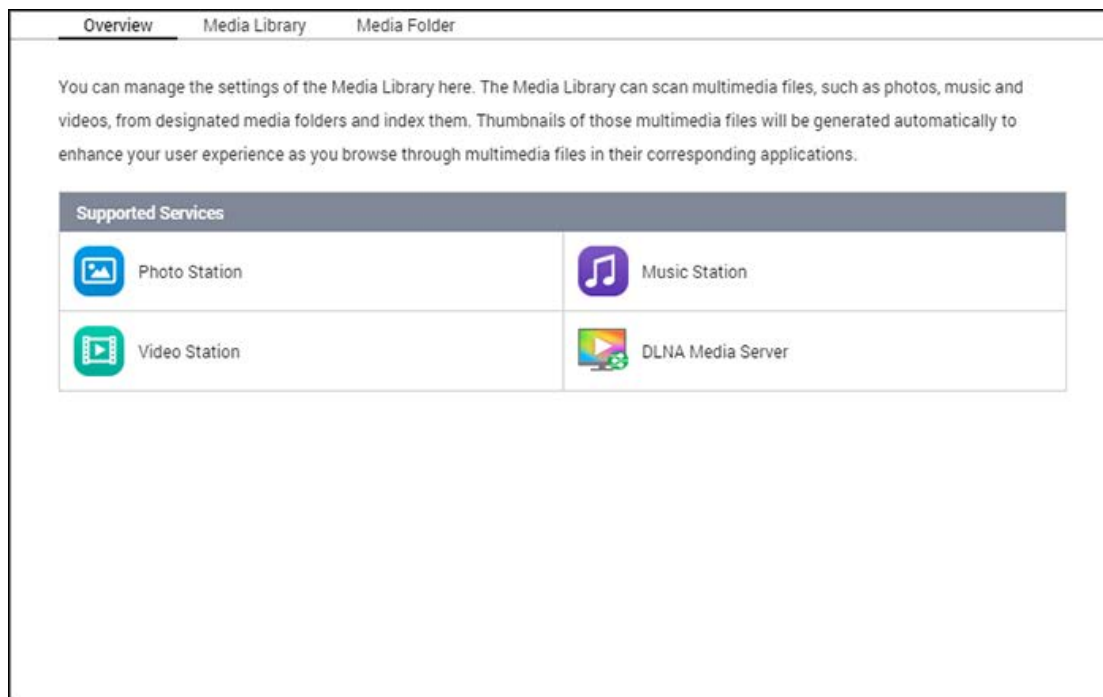 Overview Media Library Media Folder
You can manage the settings of the Media Library here. The Media Library can scan multimedia files, such as photos, music and
videos, from designated media folders and index them. Thumbnails of those multimedia files will be generated automatically to
enhance your user experience as you browse through multimedia files in their corresponding applications.
Supported Services
Photo Station Music Station
Video Station DLNA Media Server